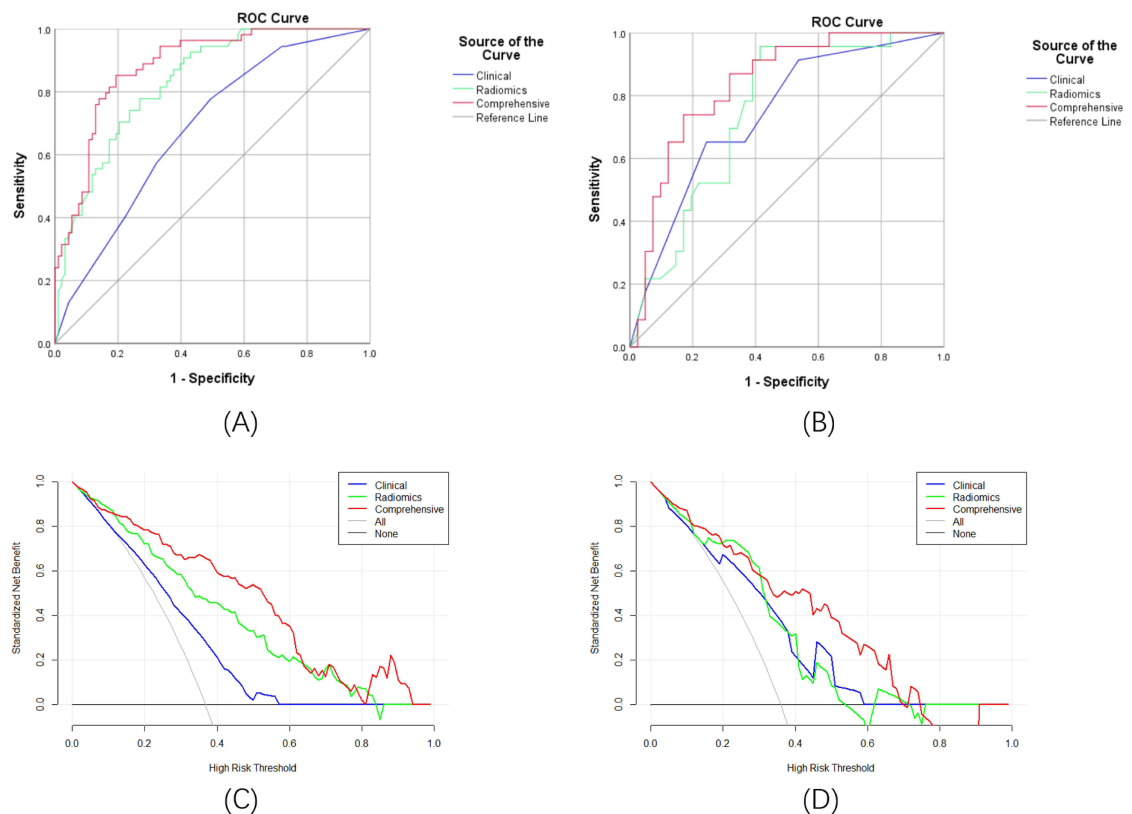 ROC Curve
1.0
0.8
0.6
0.4
0.2
0.0
Sensitivity
0.0 0.2 0.4 0.6 0.8 1.0
1 - Specificity
Source of the
Curve
Clinical
Radiomics
Comprehensive
Reference Line
(A)
ROC Curve
1.0
0.8
0.6
0.4
0.2
0.0
Sensitivity
0.0 0.2 0.4 0.6 0.8 1.0
1 - Specificity
Source of the
Curve
Clinical
Radiomics
Comprehensive
Reference Line
(B)
1.0
0.8
0.6
0.4
0.2
0.0
Standardized Net Benefit
Clinical
Radiomics
Comprehensive
All
None
0.0 0.2 0.4 0.6 0.8 1.0
High Risk Threshold
(C)
1.0
0.8
0.6
0.4
0.2
0.0
Standardized Net Benefit
Clinical
Radiomics
Comprehensive
All
None
0.0 0.2 0.4 0.6 0.8 1.0
High Risk Threshold
(D)